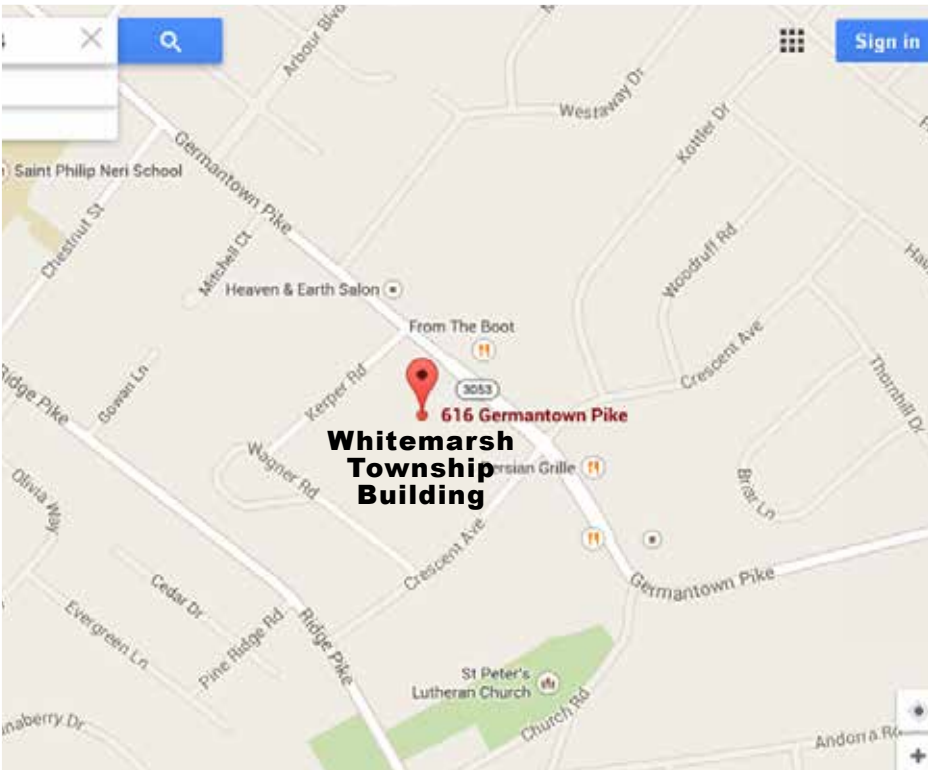 Sign in
Arbour Blvd
Westaway Dr
Kottler Dr
Germantown Pike
Saint Philip Neri School
Chestnut St
Mitchell Ct
Woodruff Rd
Heaven & Earth Salon
From The Boot
Crescent Ave
Thornhill Dr
Ridge Pike
Gowan Ln
Kerper Rd
3053
616 Germantown Pike
Whitemarsh
Township
Building
Persian Grille
Wagner Rd
Olivia Way
Briar Ln
Crescent Ave
Germantown Pike
Cedar Dr
Evergreen Ln
Pine Ridge Rd
Ridge Pike
St Peter's
Lutheran Church
Church Rd
Andorra Rd